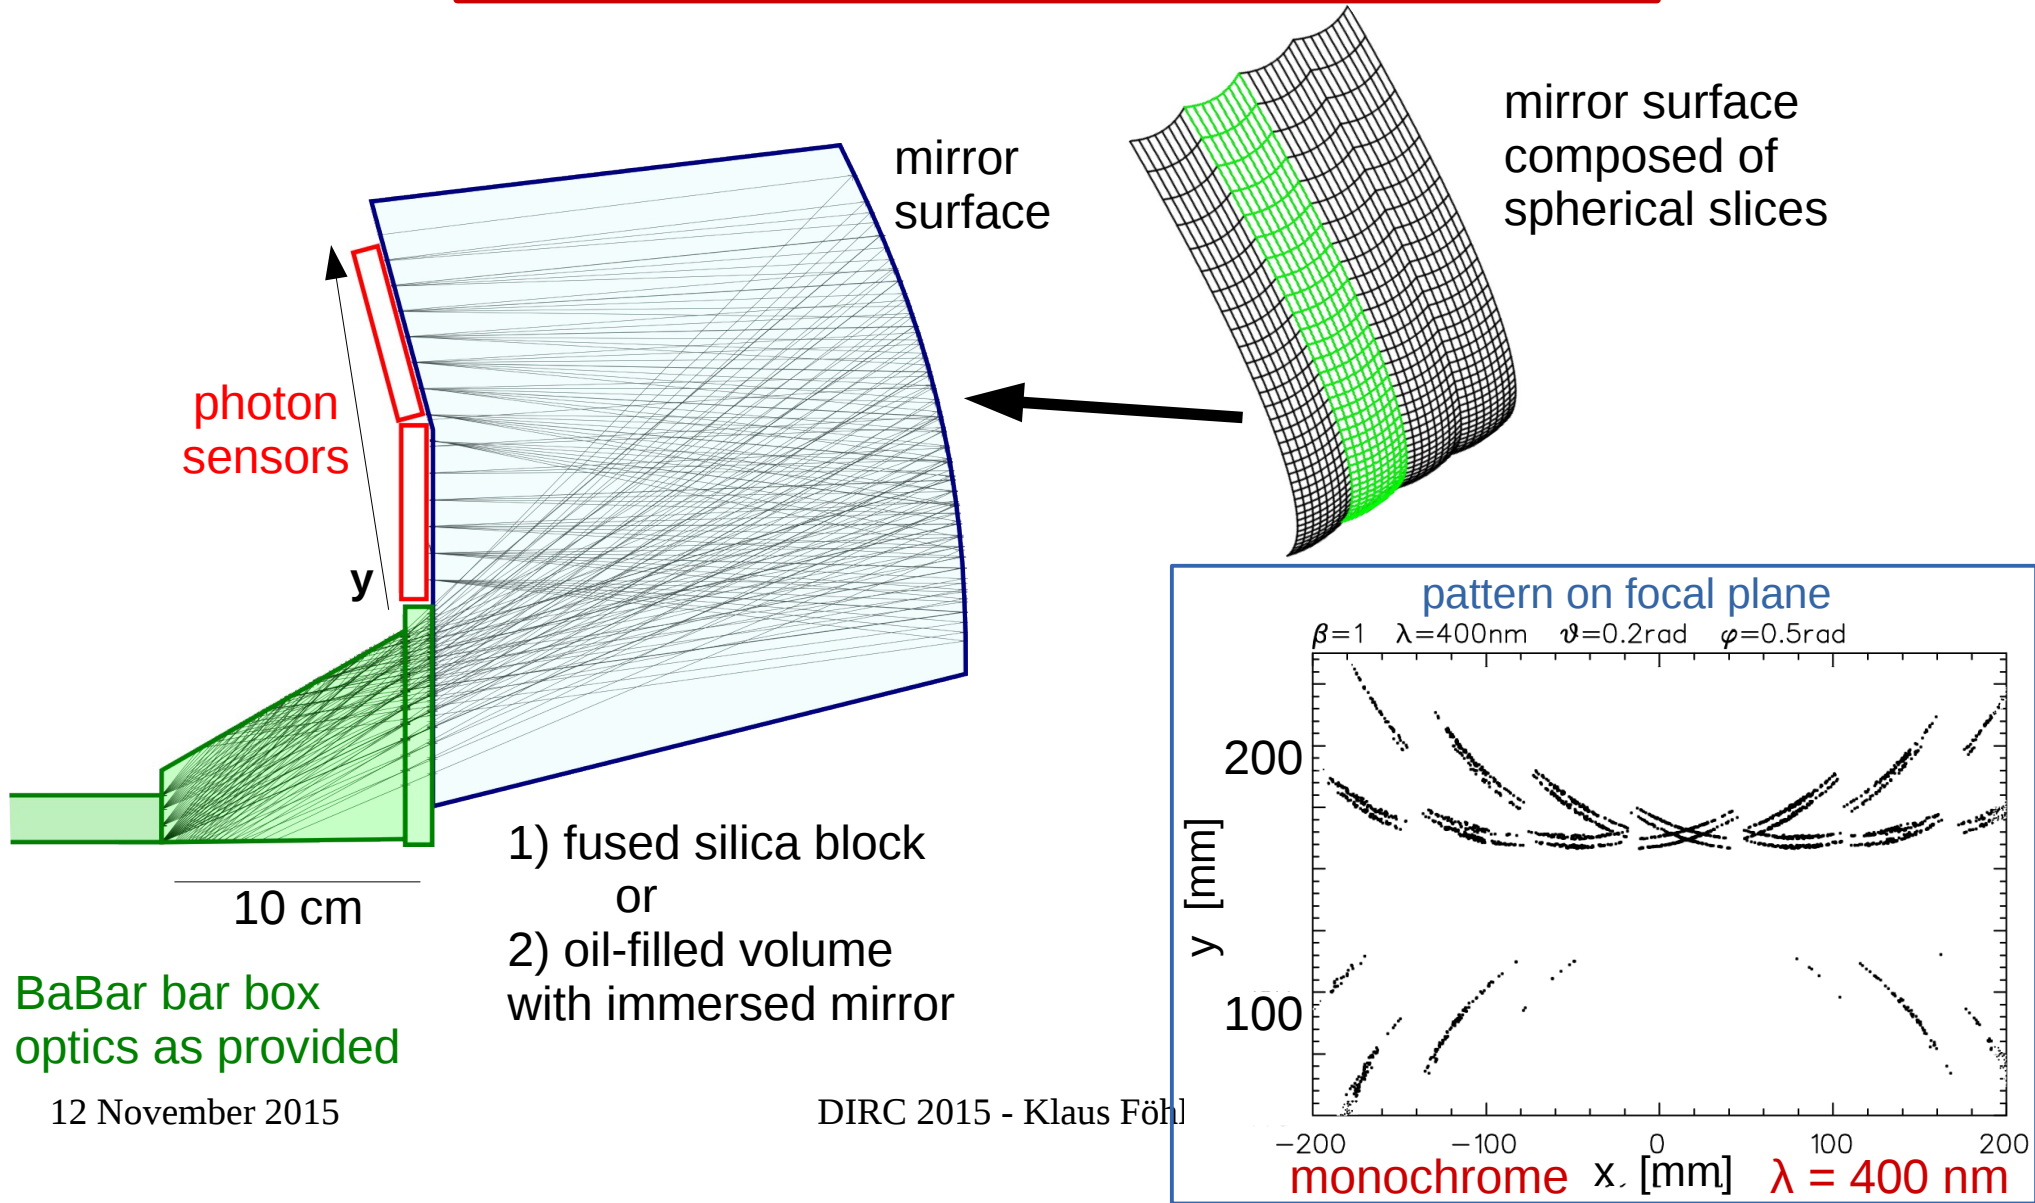 mirror
surface
mirror surface
composed of
spherical slices
photon
sensors
y
10 cm
BaBar bar box
optics as provided
1) fused silica block
or
2) oil-filled volume
with immersed mirror
pattern on focal plane
β=1 λ=400nm ϑ=0.2rad φ=0.5rad
200
100
y [mm]
−200 −100 0 100 200
monochrome x [mm] λ = 400 nm
12 November 2015
DIRC 2015 - Klaus